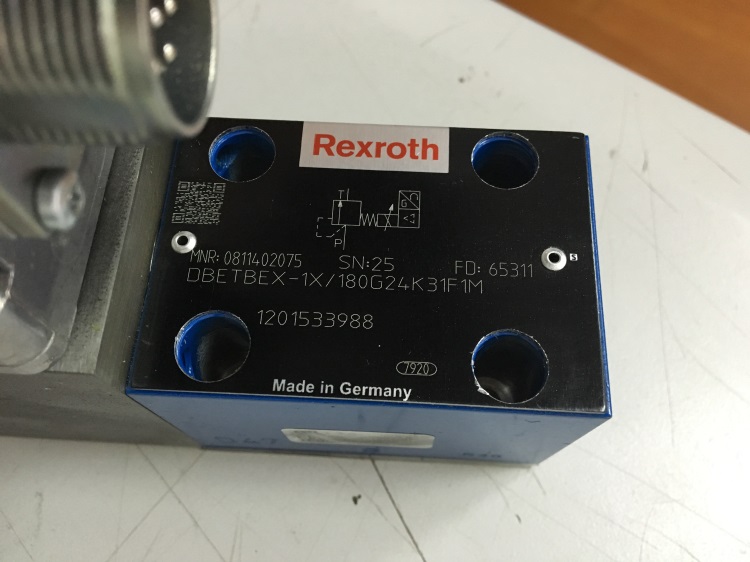 Rexroth
T
G
P
MNR: 0811402075 SN:25 FD: 65311
DBETBEX-1X/180G24K31F1M
1201533988
7920
Made in Germany